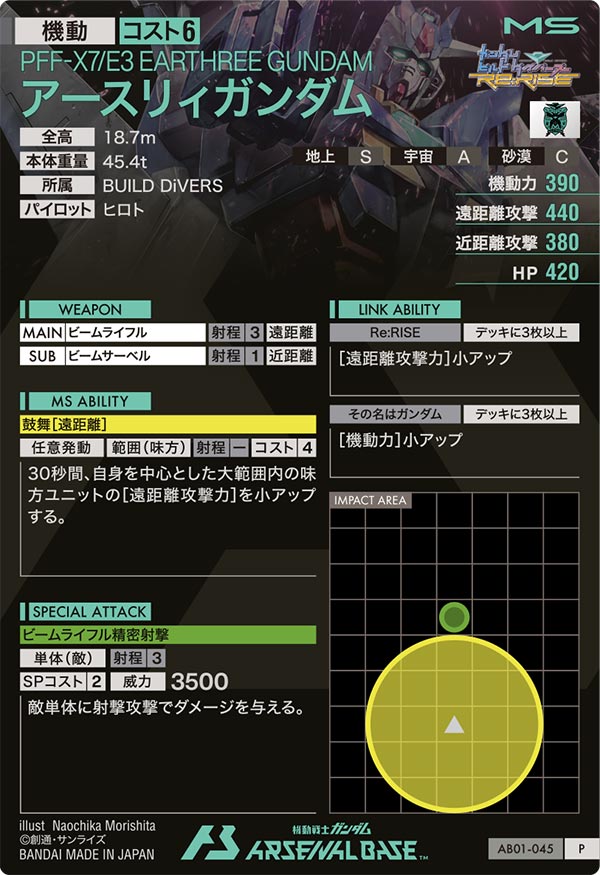 機動 コスト6
MS
PFF-X7/E3 EARTHREE GUNDAM
アースリィガンダム
ガンダム
ビルドダイバーズ
RE:RISE
全高 18.7m
本体重量 45.4t
所属 BUILD DiVERS
パイロット ヒロト
地上 S 宇宙 A 砂漠 C
機動力 390
遠距離攻撃 440
近距離攻撃 380
HP 420
WEAPON
MAIN ビームライフル 射程 3 遠距離
SUB ビームサーベル 射程 1 近距離
MS ABILITY
鼓舞[遠距離]
任意発動 範囲(味方) 射程 ー コスト 4
30秒間、自身を中心とした大範囲内の味
方ユニットの[遠距離攻撃力]を小アップ
する。
SPECIAL ATTACK
ビームライフル精密射撃
単体(敵) 射程 3
SPコスト 2 威力 3500
敵単体に射撃攻撃でダメージを与える。
LINK ABILITY
Re:RISE デッキに3枚以上
[遠距離攻撃力]小アップ
その名はガンダム デッキに3枚以上
[機動力]小アップ
IMPACT AREA
illust Naochika Morishita
©創通・サンライズ
BANDAI MADE IN JAPAN
機動戦士ガンダム
ARSENAL BASE™
AB01-045 P